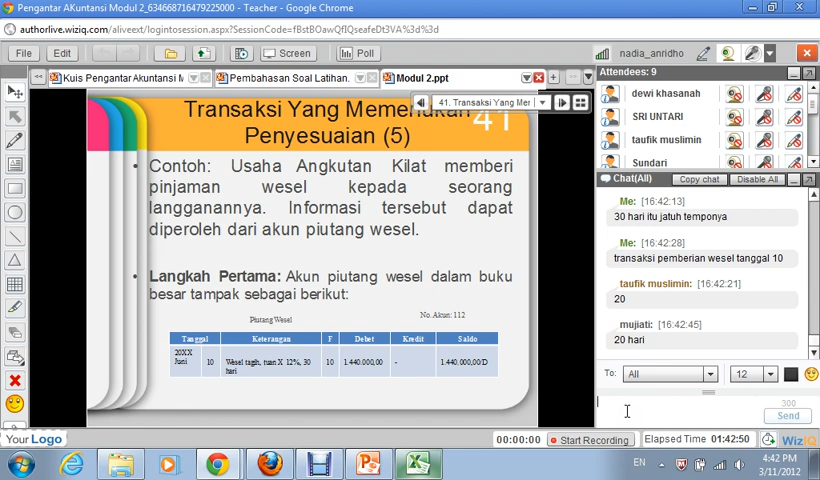 Pengantar AKuntansi Modul 2_634668716479225000 - Teacher - Google Chrome
authorlive.wiziq.com/aliveext/logintosession.aspx?SessionCode=fBstBOawQfIQseafeDt3VA%3d%3d
File Edit Screen Poll nadia_anridho
Kuis Pengantar Akuntansi M Pembahasan Soal Latihan. Modul 2.ppt
Attendees: 9
dewi khasanah
SRI UNTARI
taufik muslimin
Sundari
41. Transaksi Yang Mem
41
Transaksi Yang Memerlukan
Penyesuaian (5)
• Contoh: Usaha Angkutan Kilat memberi
pinjaman wesel kepada seorang
langganannya. Informasi tersebut dapat
diperoleh dari akun piutang wesel.
• Langkah Pertama: Akun piutang wesel dalam buku
besar tampak sebagai berikut:
Piutang Wesel No. Akun: 112
Tanggal Keterangan F Debet Kredit Saldo
20XX
Juni 10 Wesel tagih, tuan X 12%, 30
hari 10 1.440.000,00 - 1.440.000,00/D
Chat(All) Copy chat Disable All
Me: [16:42:13]
30 hari itu jatuh temponya
Me: [16:42:28]
transaksi pemberian wesel tanggal 10
taufik muslimin: [16:42:21]
20
mujiati: [16:42:45]
20 hari
To: All 12
300
Send
Your Logo 00:00:00 Start Recording Elapsed Time 01:42:50 WizIQ
EN 4:42 PM
3/11/2012